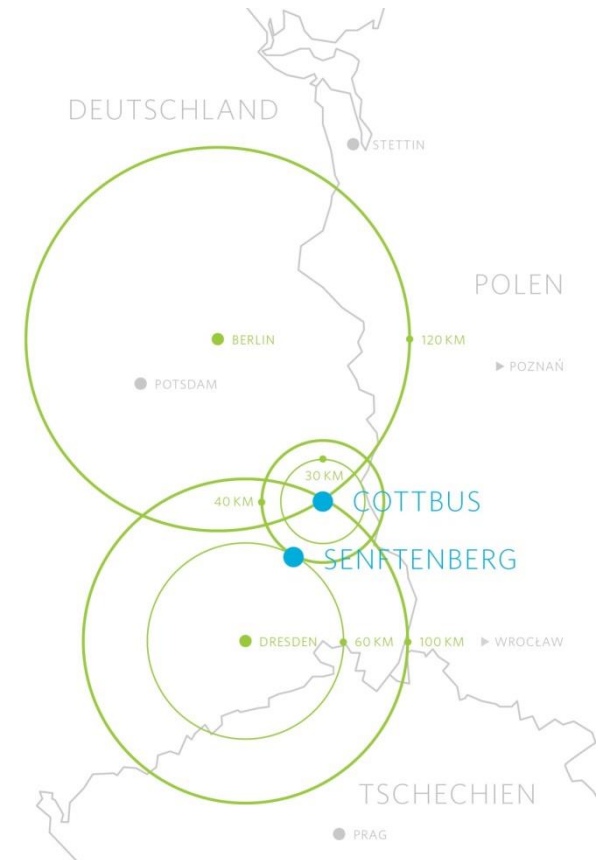 DEUTSCHLAND
STETTIN
POLEN
BERLIN
120 KM
POZNAŃ
POTSDAM
30 KM
40 KM
COTTBUS
SENFTENBERG
DRESDEN
60 KM
100 KM
WROCŁAW
TSCHECHIEN
PRAG